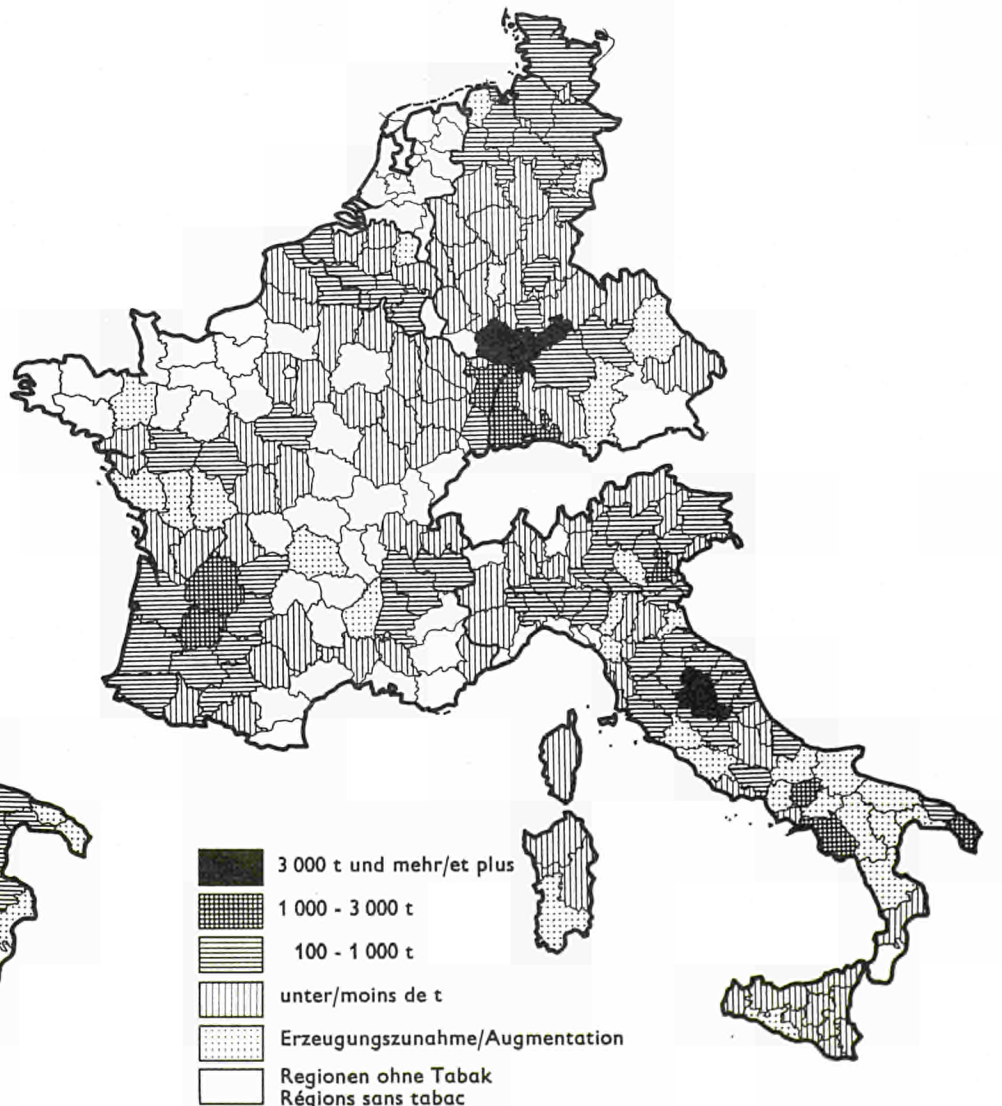 3 000 t und mehr/et plus
1 000 - 3 000 t
100 - 1 000 t
unter/moins de t
Erzeugungszunahme/Augmentation
Regionen ohne Tabak
Régions sans tabac